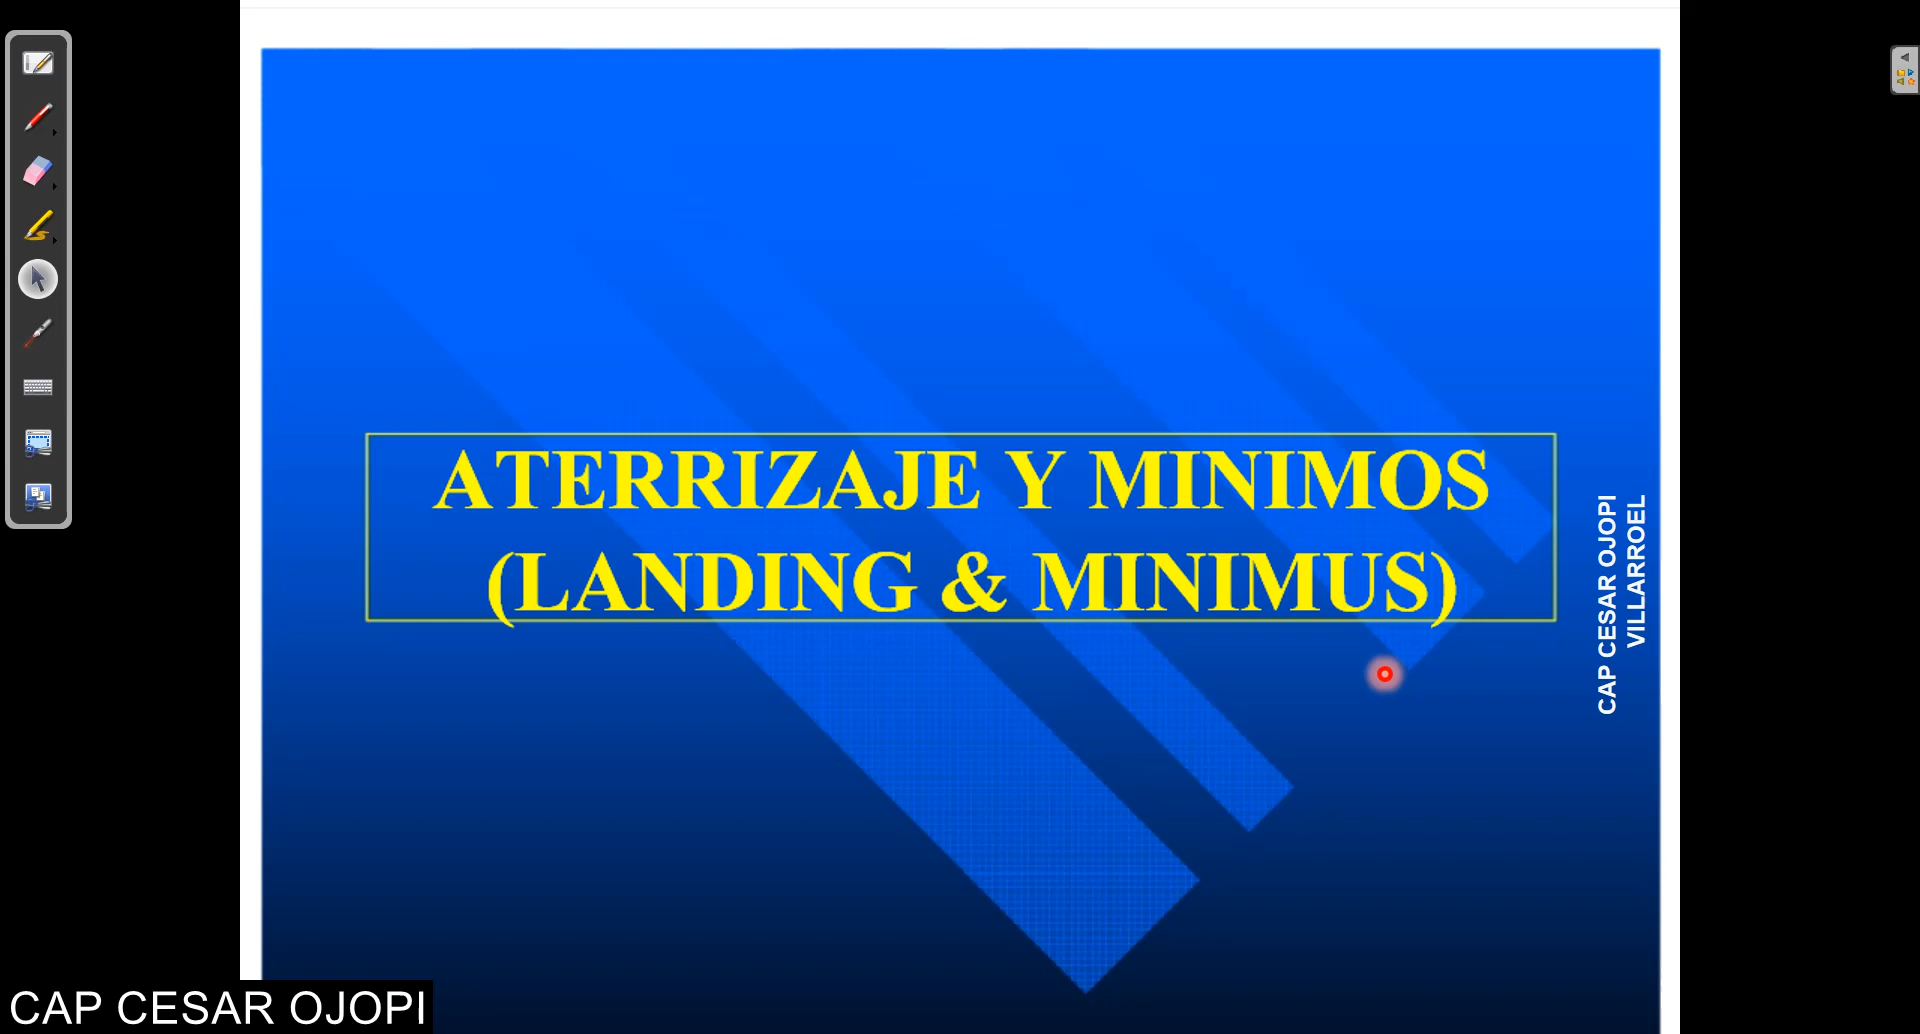 ATERRIZAJE Y MINIMOS
(LANDING & MINIMUS)
CAP CESAR OJOPI
VILLARROEL
CAP CESAR OJOPI